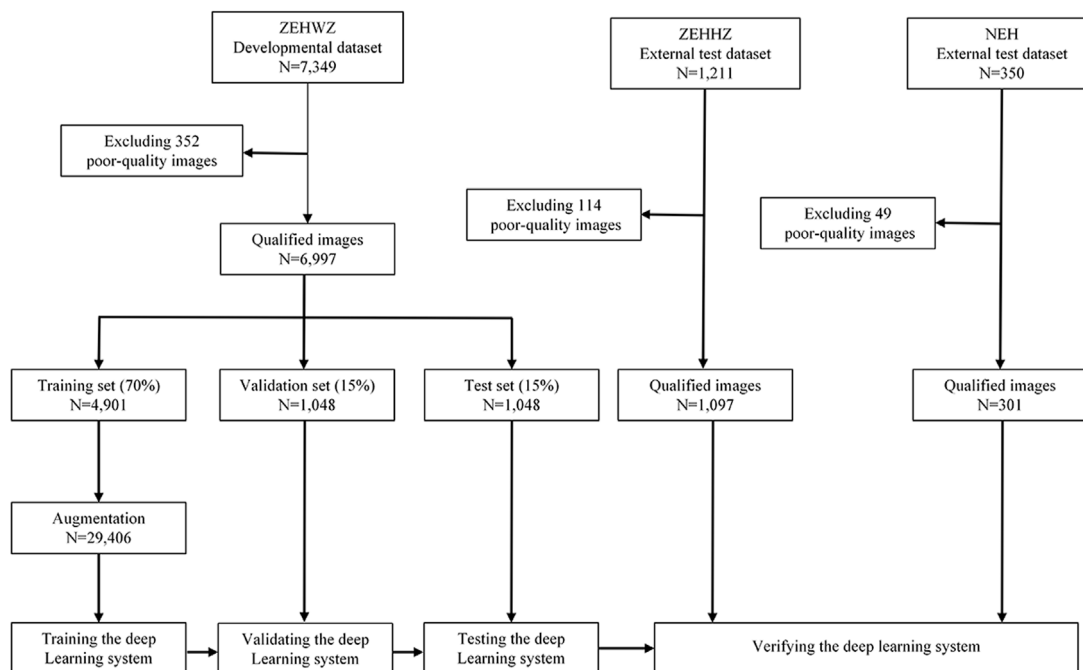 ZEHWZ
Developmental dataset
N=7,349
ZEHHZ
External test dataset
N=1,211
NEH
External test dataset
N=350
Excluding 352
poor-quality images
Excluding 114
poor-quality images
Excluding 49
poor-quality images
Qualified images
N=6,997
Training set (70%)
N=4,901
Validation set (15%)
N=1,048
Test set (15%)
N=1,048
Qualified images
N=1,097
Qualified images
N=301
Augmentation
N=29,406
Training the deep
Learning system
Validating the deep
Learning system
Testing the deep
Learning system
Verifying the deep learning system